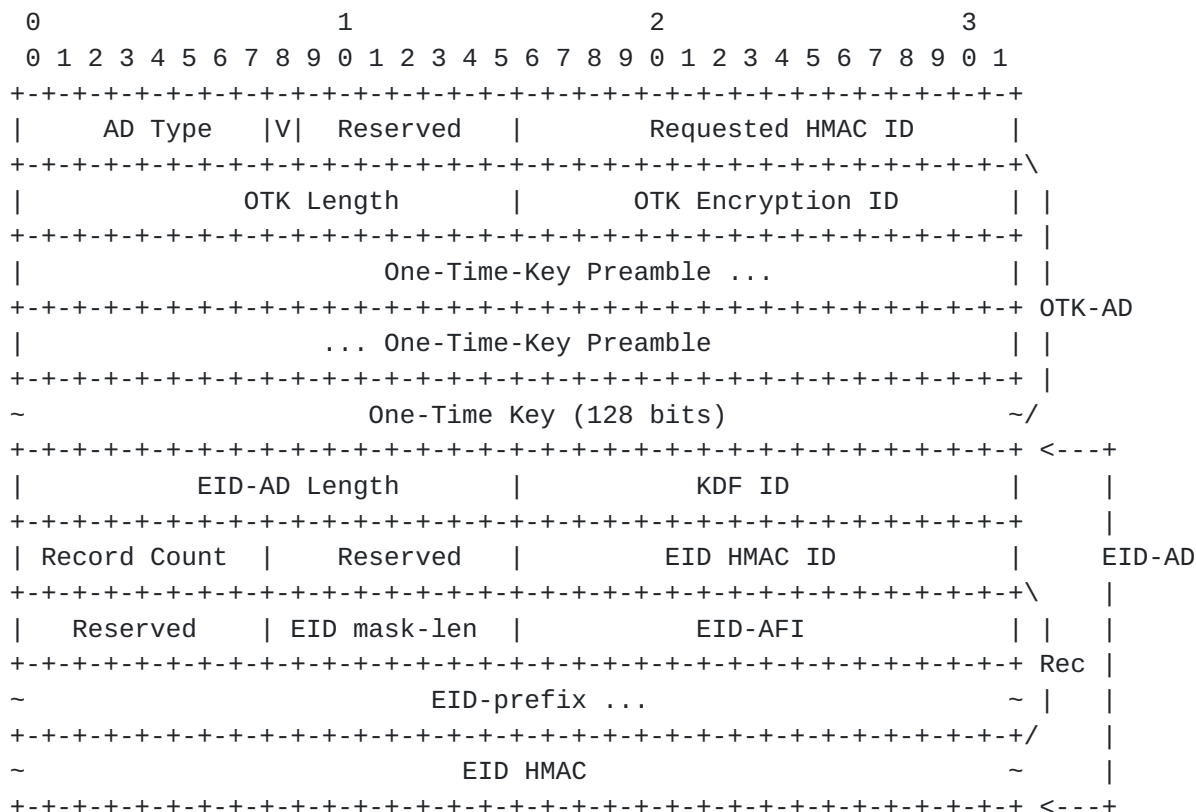 0                   1                   2                   3
 0 1 2 3 4 5 6 7 8 9 0 1 2 3 4 5 6 7 8 9 0 1 2 3 4 5 6 7 8 9 0 1
+-+-+-+-+-+-+-+-+-+-+-+-+-+-+-+-+-+-+-+-+-+-+-+-+-+-+-+-+-+-+-+-+
|     AD Type   |V|  Reserved   |        Requested HMAC ID      |
+-+-+-+-+-+-+-+-+-+-+-+-+-+-+-+-+-+-+-+-+-+-+-+-+-+-+-+-+-+-+-+-+\
|              OTK Length       |       OTK Encryption ID       | |
+-+-+-+-+-+-+-+-+-+-+-+-+-+-+-+-+-+-+-+-+-+-+-+-+-+-+-+-+-+-+-+-+ |
|                       One-Time-Key Preamble ...               | |
+-+-+-+-+-+-+-+-+-+-+-+-+-+-+-+-+-+-+-+-+-+-+-+-+-+-+-+-+-+-+-+-+ OTK-AD
|                   ... One-Time-Key Preamble                   | |
+-+-+-+-+-+-+-+-+-+-+-+-+-+-+-+-+-+-+-+-+-+-+-+-+-+-+-+-+-+-+-+-+ |
~                      One-Time Key (128 bits)                  ~/
+-+-+-+-+-+-+-+-+-+-+-+-+-+-+-+-+-+-+-+-+-+-+-+-+-+-+-+-+-+-+-+-+ <---+
|           EID-AD Length       |           KDF ID              |     |
+-+-+-+-+-+-+-+-+-+-+-+-+-+-+-+-+-+-+-+-+-+-+-+-+-+-+-+-+-+-+-+-+     |
| Record Count  |    Reserved   |         EID HMAC ID           |     EID-AD
+-+-+-+-+-+-+-+-+-+-+-+-+-+-+-+-+-+-+-+-+-+-+-+-+-+-+-+-+-+-+-+-+\    |
|   Reserved    | EID mask-len  |           EID-AFI             | |   |
+-+-+-+-+-+-+-+-+-+-+-+-+-+-+-+-+-+-+-+-+-+-+-+-+-+-+-+-+-+-+-+-+ Rec |
~                          EID-prefix ...                       ~ |   |
+-+-+-+-+-+-+-+-+-+-+-+-+-+-+-+-+-+-+-+-+-+-+-+-+-+-+-+-+-+-+-+-+/    |
~                            EID HMAC                           ~     |
+-+-+-+-+-+-+-+-+-+-+-+-+-+-+-+-+-+-+-+-+-+-+-+-+-+-+-+-+-+-+-+-+ <---+